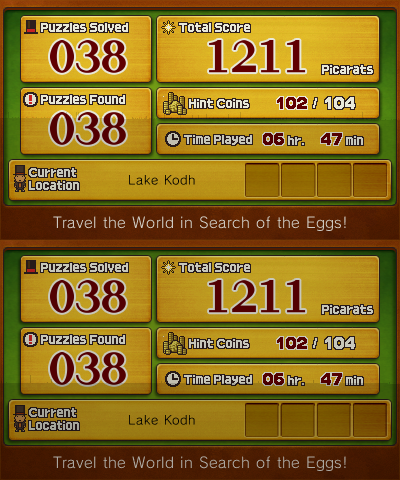 Puzzles Solved
038
Total Score
1211 Picarats
Puzzles Found
038
Hint Coins 102 / 104
Time Played 06 hr. 47 min
Current Location
Lake Kodh
Travel the World in Search of the Eggs!
Puzzles Solved
038
Total Score
1211 Picarats
Puzzles Found
038
Hint Coins 102 / 104
Time Played 06 hr. 47 min
Current Location
Lake Kodh
Travel the World in Search of the Eggs!